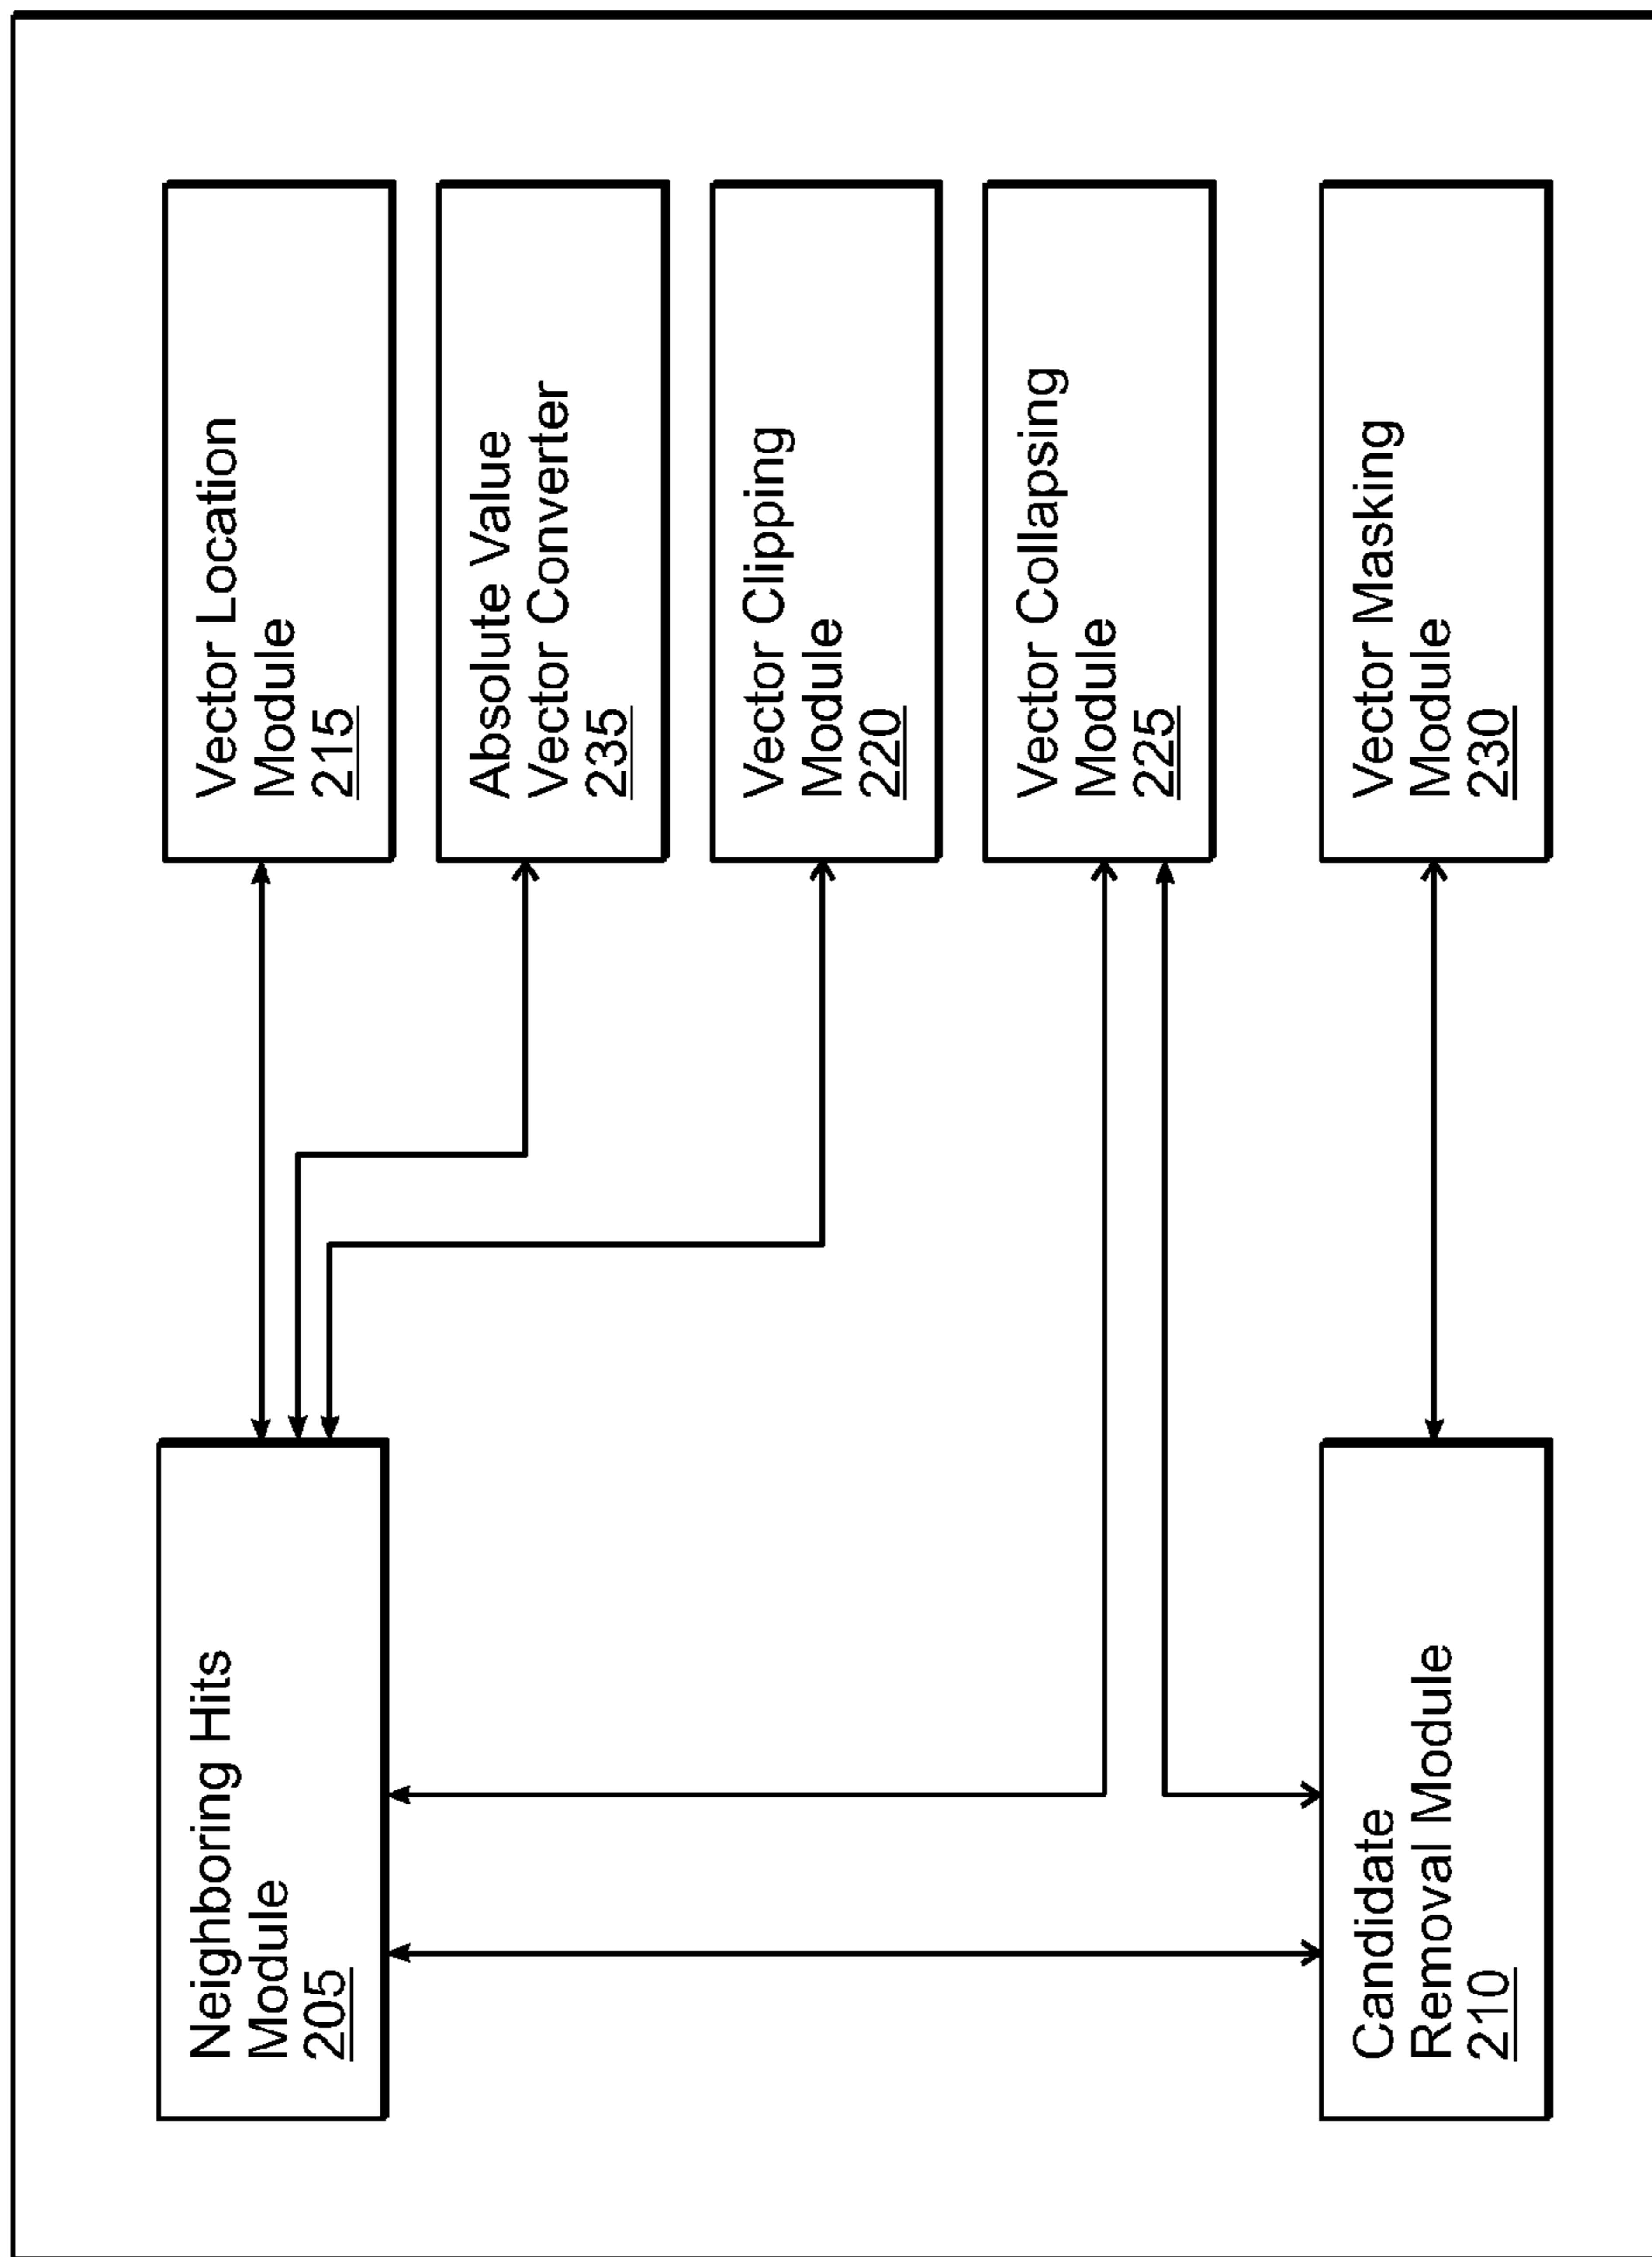 Neighboring Hits
Module
205
Candidate
Removal Module
210
Vector Location
Module
215
Absolute Value
Vector Converter
235
Vector Clipping
Module
220
Vector Collapsing
Module
225
Vector Masking
Module
230